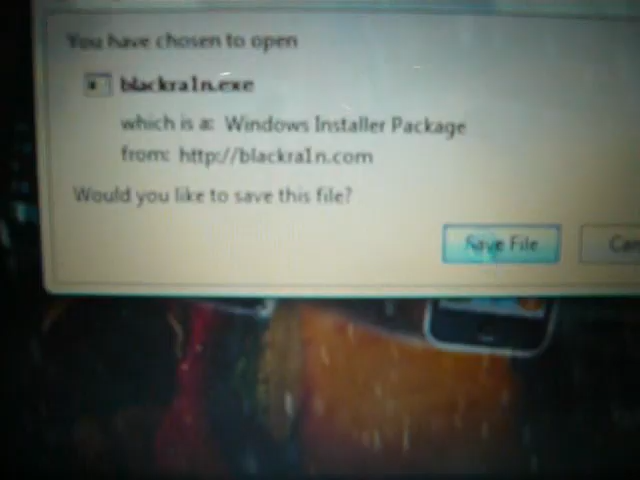 You have chosen to open
blackra1n.exe
which is a: Windows Installer Package
from: http://blackra1n.com
Would you like to save this file?
Save File